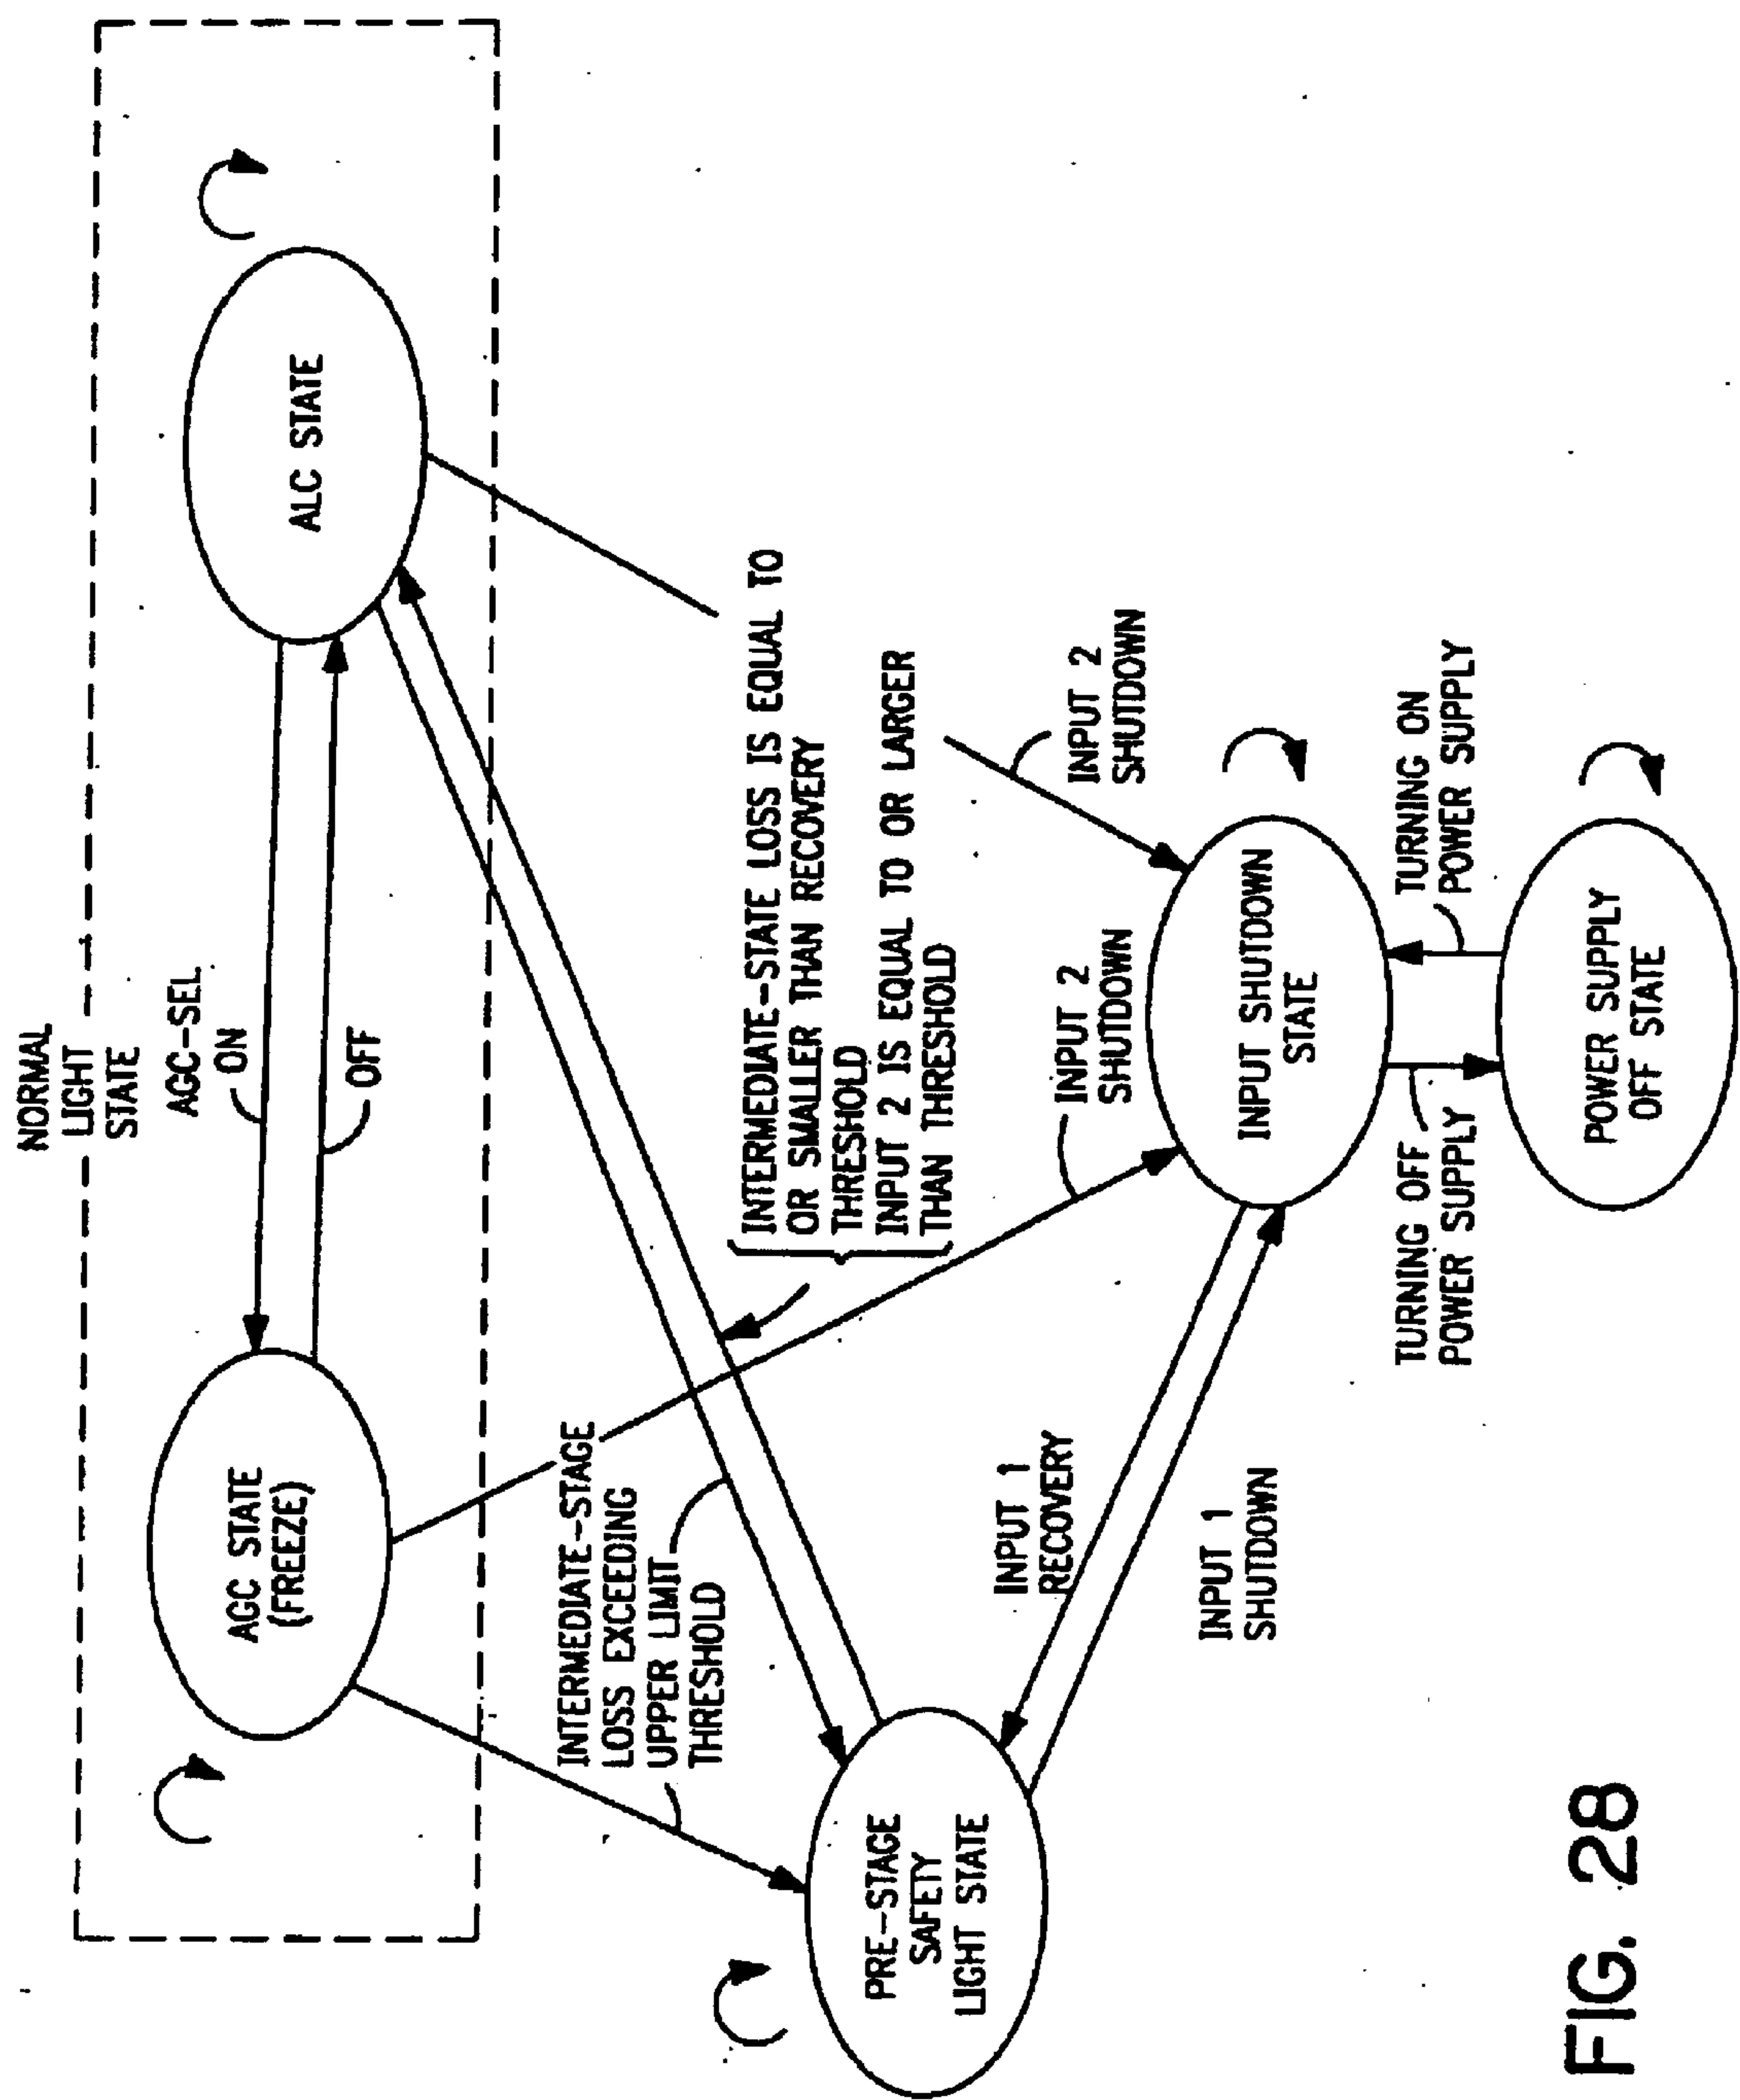 NORMAL
LIGHT
STATE
AGC-SEL
ON
OFF
AGC STATE
(FREEZE)
ALC STATE
INTERMEDIATE-STAGE
LOSS EXCEEDING
UPPER LIMIT
THRESHOLD
INTERMEDIATE-STATE LOSS IS EQUAL TO
OR SMALLER THAN RECOVERY
THRESHOLD
INPUT 2 IS EQUAL TO OR LARGER
THAN THRESHOLD
PRE-STAGE
SAFETY
LIGHT STATE
INPUT 1
RECOVERY
INPUT 1
SHUTDOWN
INPUT 2
SHUTDOWN
INPUT 2
SHUTDOWN
INPUT SHUTDOWN
STATE
TURNING OFF
POWER SUPPLY
TURNING ON
POWER SUPPLY
POWER SUPPLY
OFF STATE
FIG. 28